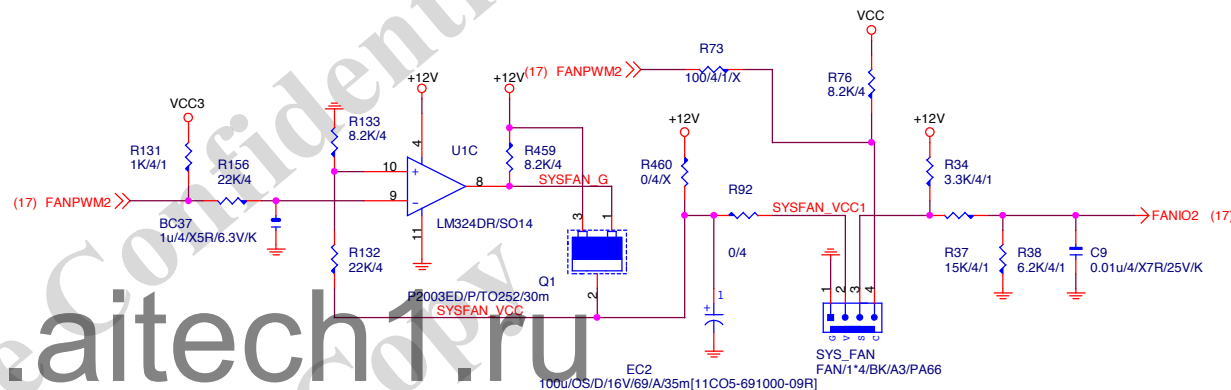 VCC
R73
(17) FANPWM2
100/4/1/X
R76
8.2K/4
+12V
+12V
VCC3
R133
8.2K/4
+12V
+12V
R131
1K/4/1
R156
22K/4
4
U1C
R459
8.2K/4
R460
0/4/X
R34
3.3K/4/1
10
+
8
SYSFAN_G
R92
SYSFAN_VCC1
(17) FANPWM2
9
-
FANIO2 (17)
BC37
1u/4/X5R/6.3V/K
11
LM324DR/SO14
3
1
0/4
R37
15K/4/1
R38
6.2K/4/1
C9
0.01u/4/X7R/25V/K
R132
22K/4
Q1
P2003ED/P/TO252/30m
2
SYSFAN_VCC
+
1
1
2
3
4
G
V
S
C
SYS_FAN
FAN/1*4/BK/A3/PA66
EC2
100u/OS/D/16V/69/A/35m[11CO5-691000-09R]
e Confident
Copy
.aitech1.ru